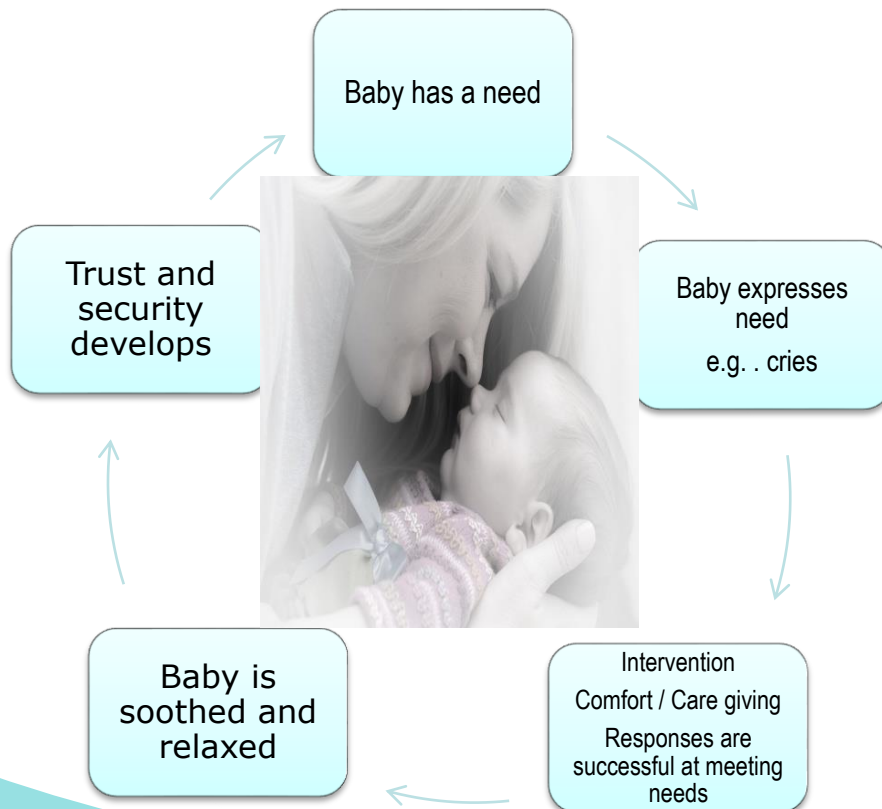 Baby has a need
Baby expresses
need
e.g. . cries
Intervention
Comfort / Care giving
Responses are
successful at meeting
needs
Baby is
soothed and
relaxed
Trust and
security
develops